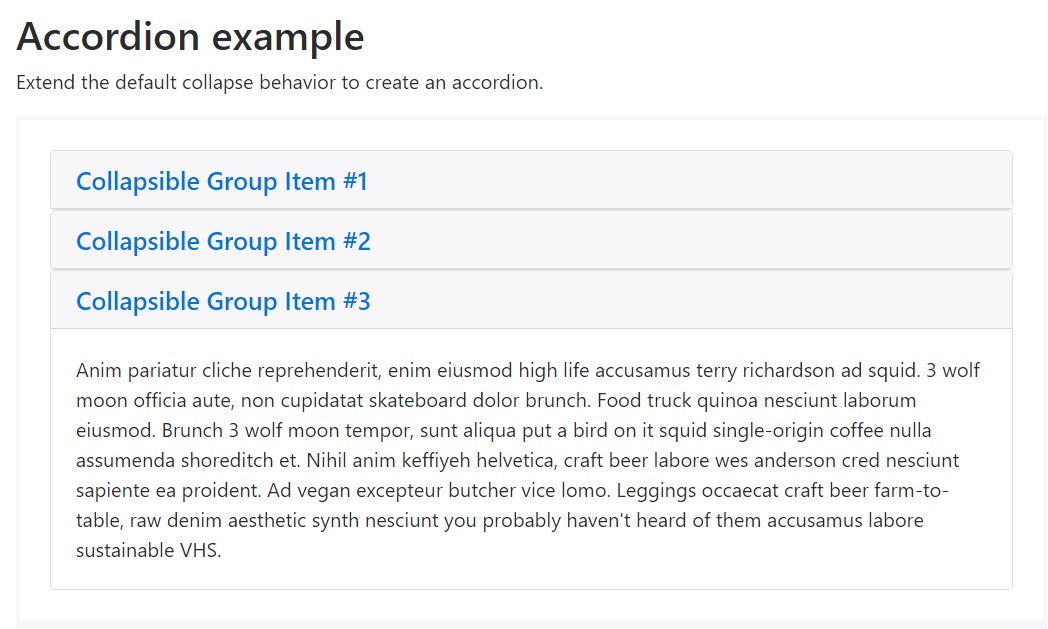 Accordion example
Extend the default collapse behavior to create an accordion.
Collapsible Group Item #1
Collapsible Group Item #2
Collapsible Group Item #3
Anim pariatur cliche reprehenderit, enim eiusmod high life accusamus terry richardson ad squid. 3 wolf
moon officia aute, non cupidatat skateboard dolor brunch. Food truck quinoa nesciunt laborum
eiusmod. Brunch 3 wolf moon tempor, sunt aliqua put a bird on it squid single-origin coffee nulla
assumenda shoreditch et. Nihil anim keffiyeh helvetica, craft beer labore wes anderson cred nesciunt
sapiente ea proident. Ad vegan excepteur butcher vice lomo. Leggings occaecat craft beer farm-to-
table, raw denim aesthetic synth nesciunt you probably haven't heard of them accusamus labore
sustainable VHS.